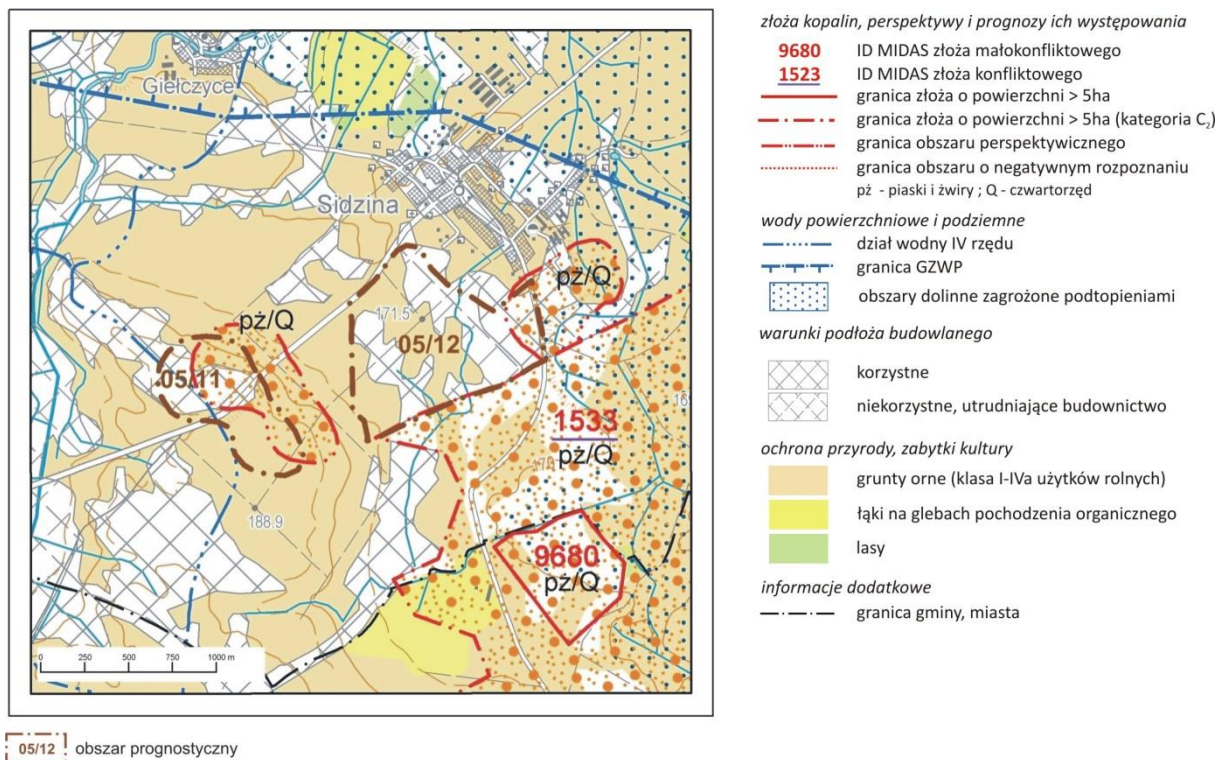 Giełczyce
Sidzina
pż/Q
171.5
05/12
pż/Q
05/11
1533
pż/Q
188.9
9680
pż/Q
0 250 500 750 1000 m
05/12 obszar prognostyczny
złoża kopalin, perspektywy i prognozy ich występowania
9680 ID MIDAS złoża małokonfliktowego
1523 ID MIDAS złoża konfliktowego
granica złoża o powierzchni > 5ha
granica złoża o powierzchni > 5ha (kategoria C₂)
granica obszaru perspektywicznego
granica obszaru o negatywnym rozpoznaniu
pż - piaski i żwiry ; Q - czwartorzęd
wody powierzchniowe i podziemne
dział wodny IV rzędu
granica GZWP
obszary dolinne zagrożone podtopieniami
warunki podłoża budowlanego
korzystne
niekorzystne, utrudniające budownictwo
ochrona przyrody, zabytki kultury
grunty orne (klasa I-IVa użytków rolnych)
łąki na glebach pochodzenia organicznego
lasy
informacje dodatkowe
granica gminy, miasta